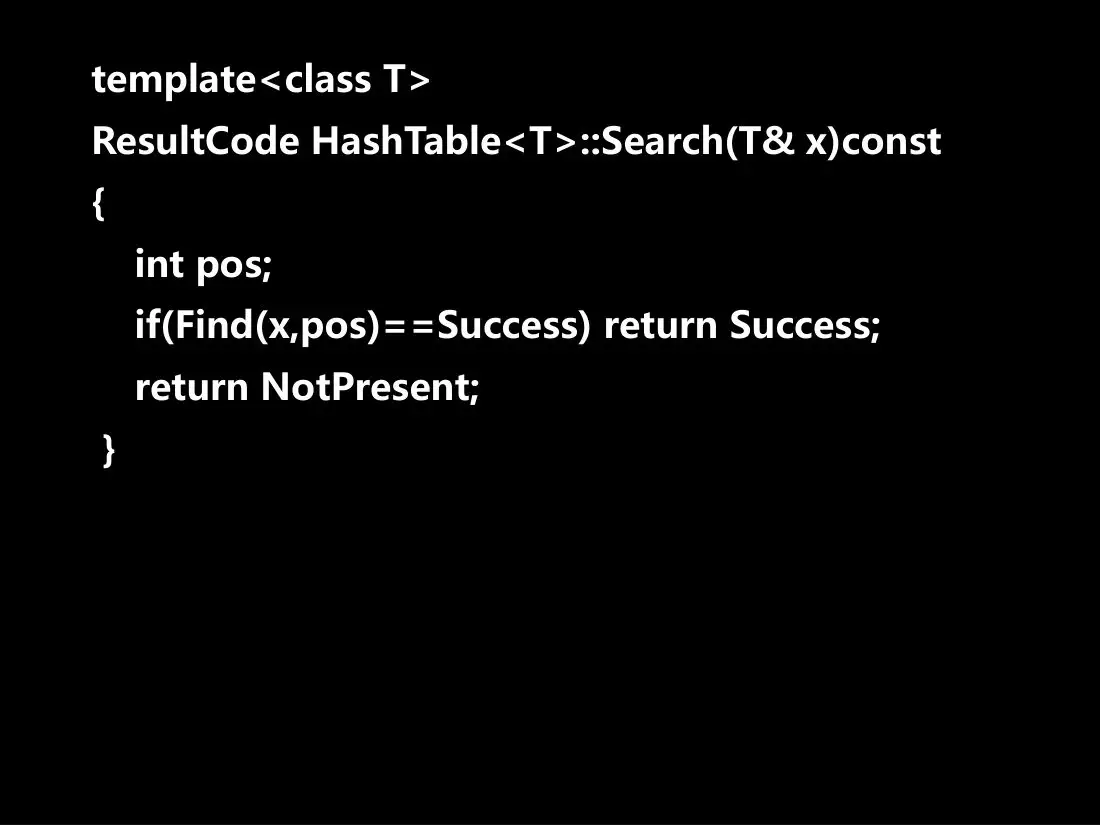 template<class T>
ResultCode HashTable<T>::Search(T& x)const
{
int pos;
if(Find(x,pos)==Success) return Success;
return NotPresent;
}